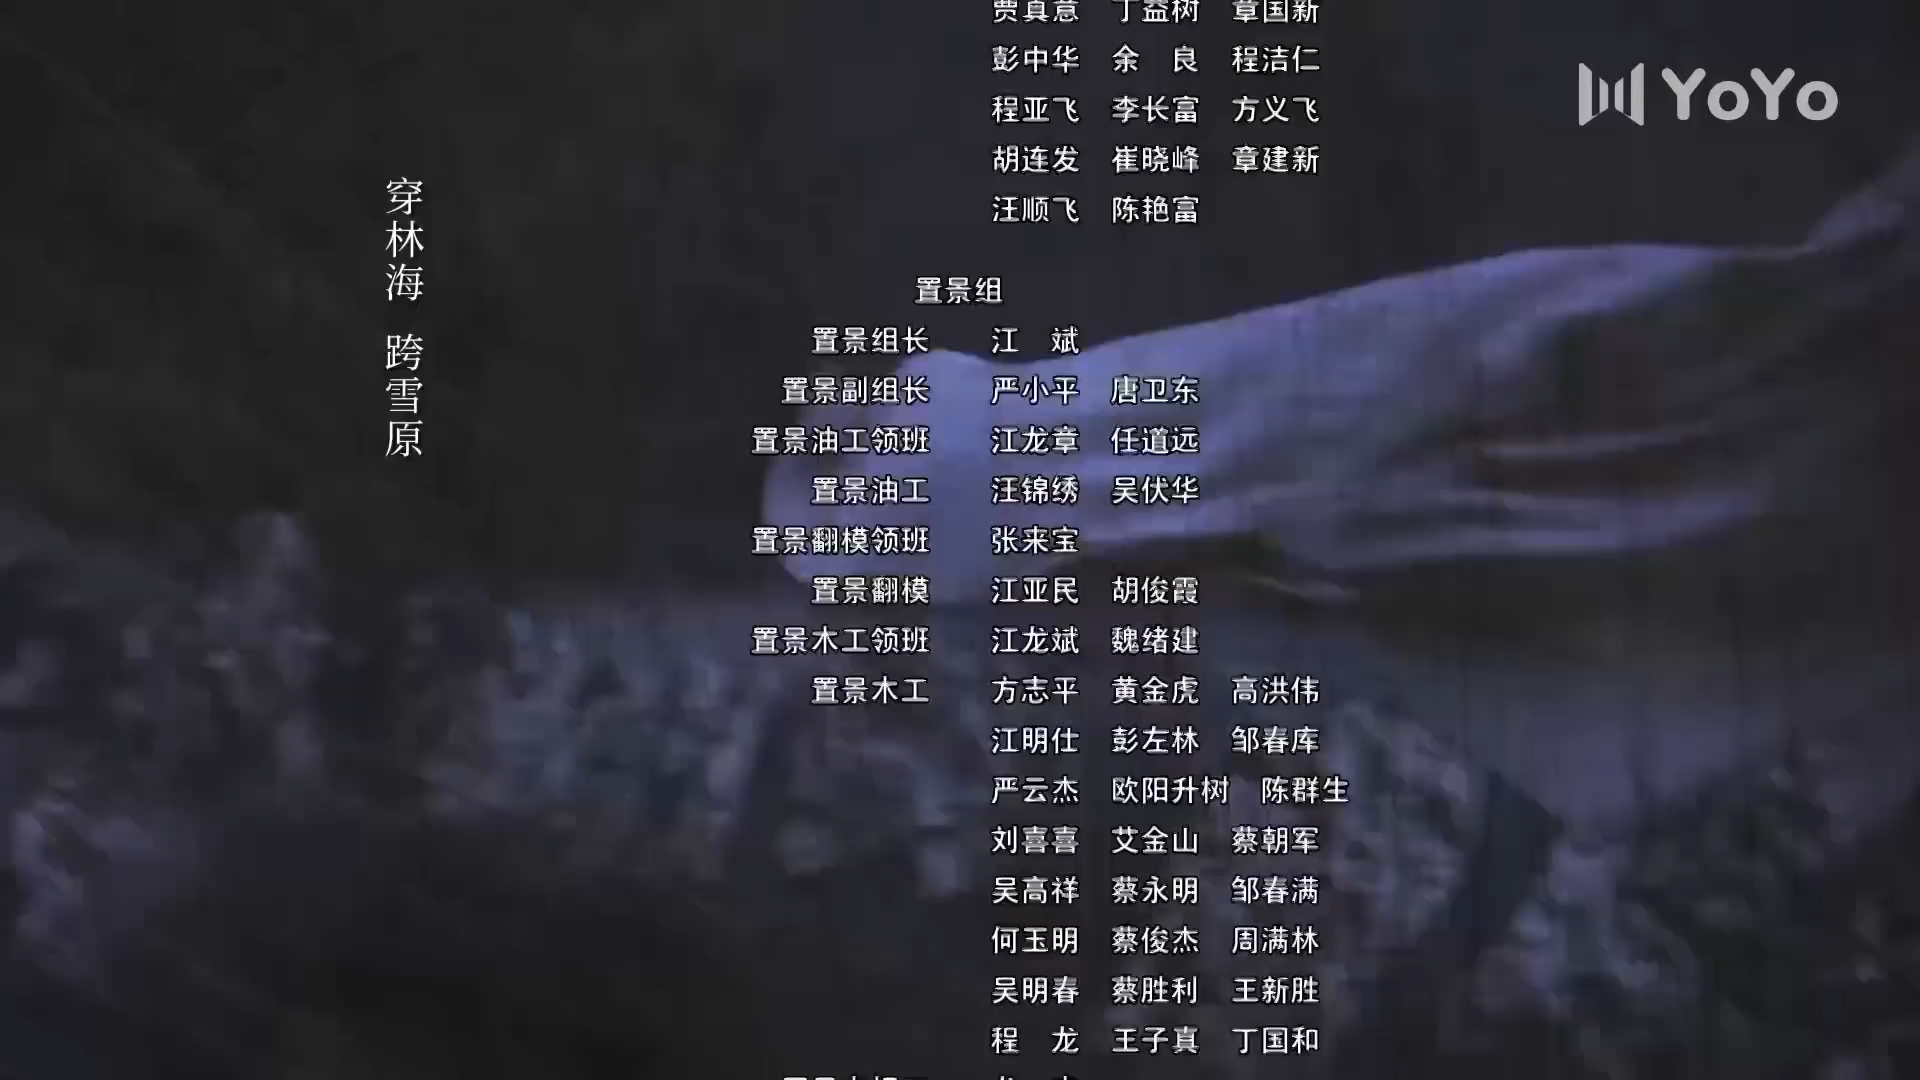 贾真意 丁益树 章国新
彭中华 余 良 程洁仁
程亚飞 李长富 方义飞
胡连发 崔晓峰 章建新
汪顺飞 陈艳富
YoYo
穿林海 跨雪原
置景组
置景组长 江 斌
置景副组长 严小平 唐卫东
置景油工领班 江龙章 任道远
置景油工 汪锦绣 吴伏华
置景翻模领班 张来宝
置景翻模 江亚民 胡俊霞
置景木工领班 江龙斌 魏绪建
置景木工 方志平 黄金虎 高洪伟
江明仕 彭左林 邹春库
严云杰 欧阳升树 陈群生
刘喜喜 艾金山 蔡朝军
吴高祥 蔡永明 邹春满
何玉明 蔡俊杰 周满林
吴明春 蔡胜利 王新胜
程 龙 王子真 丁国和